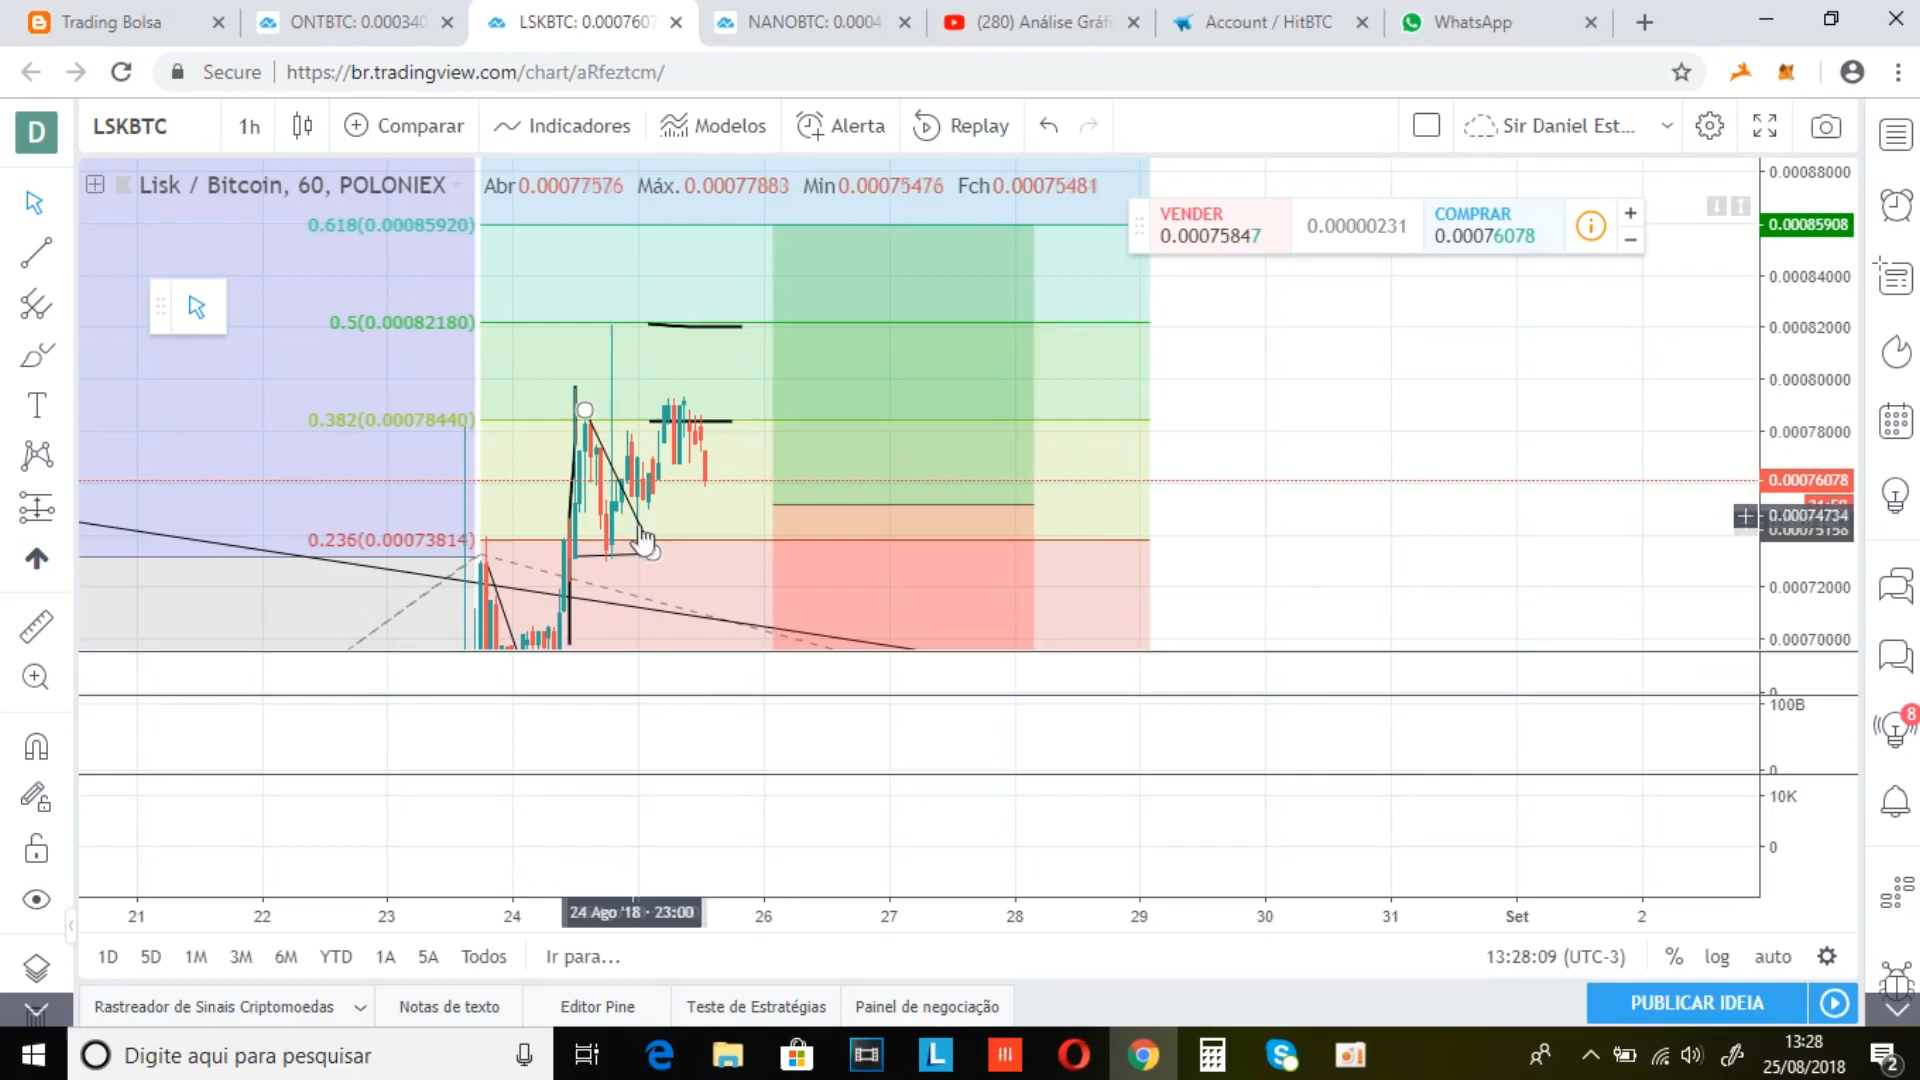 Trading Bolsa
ONTBTC: 0.000340
LSKBTC: 0.0007607
NANOBTC: 0.0004
(280) Análise Gráfi
Account / HitBTC
WhatsApp
Secure
https://br.tradingview.com/chart/aRfeztcm/
D
LSKBTC
1h
Comparar
Indicadores
Modelos
Alerta
Replay
Sir Daniel Est...
Lisk / Bitcoin, 60, POLONIEX
Abr 0.00077576 Máx. 0.00077883 Min 0.00075476 Fch 0.00075481
VENDER
0.00075847
0.00000231
COMPRAR
0.00076078
0.618(0.00085920)
0.5(0.00082180)
0.382(0.00078440)
0.236(0.00073814)
0.00088000
0.00085908
0.00084000
0.00082000
0.00080000
0.00078000
0.00076078
0.00074734
0.00072000
0.00070000
0
100B
0
10K
0
8
21
22
23
24
24 Ago '18 · 23:00
26
27
28
29
30
31
Set
2
1D 5D 1M 3M 6M YTD 1A 5A Todos Ir para...
13:28:09 (UTC-3) % log auto
Rastreador de Sinais Criptomoedas
Notas de texto
Editor Pine
Teste de Estratégias
Painel de negociação
PUBLICAR IDEIA
Digite aqui para pesquisar
L
13:28
25/08/2018
2